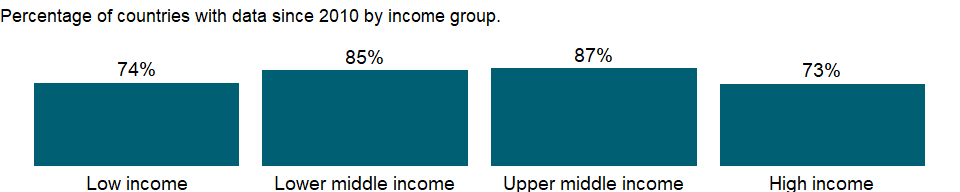 Percentage of countries with data since 2010 by income group.
74% 85% 87% 73%
Low income Lower middle income Upper middle income High income